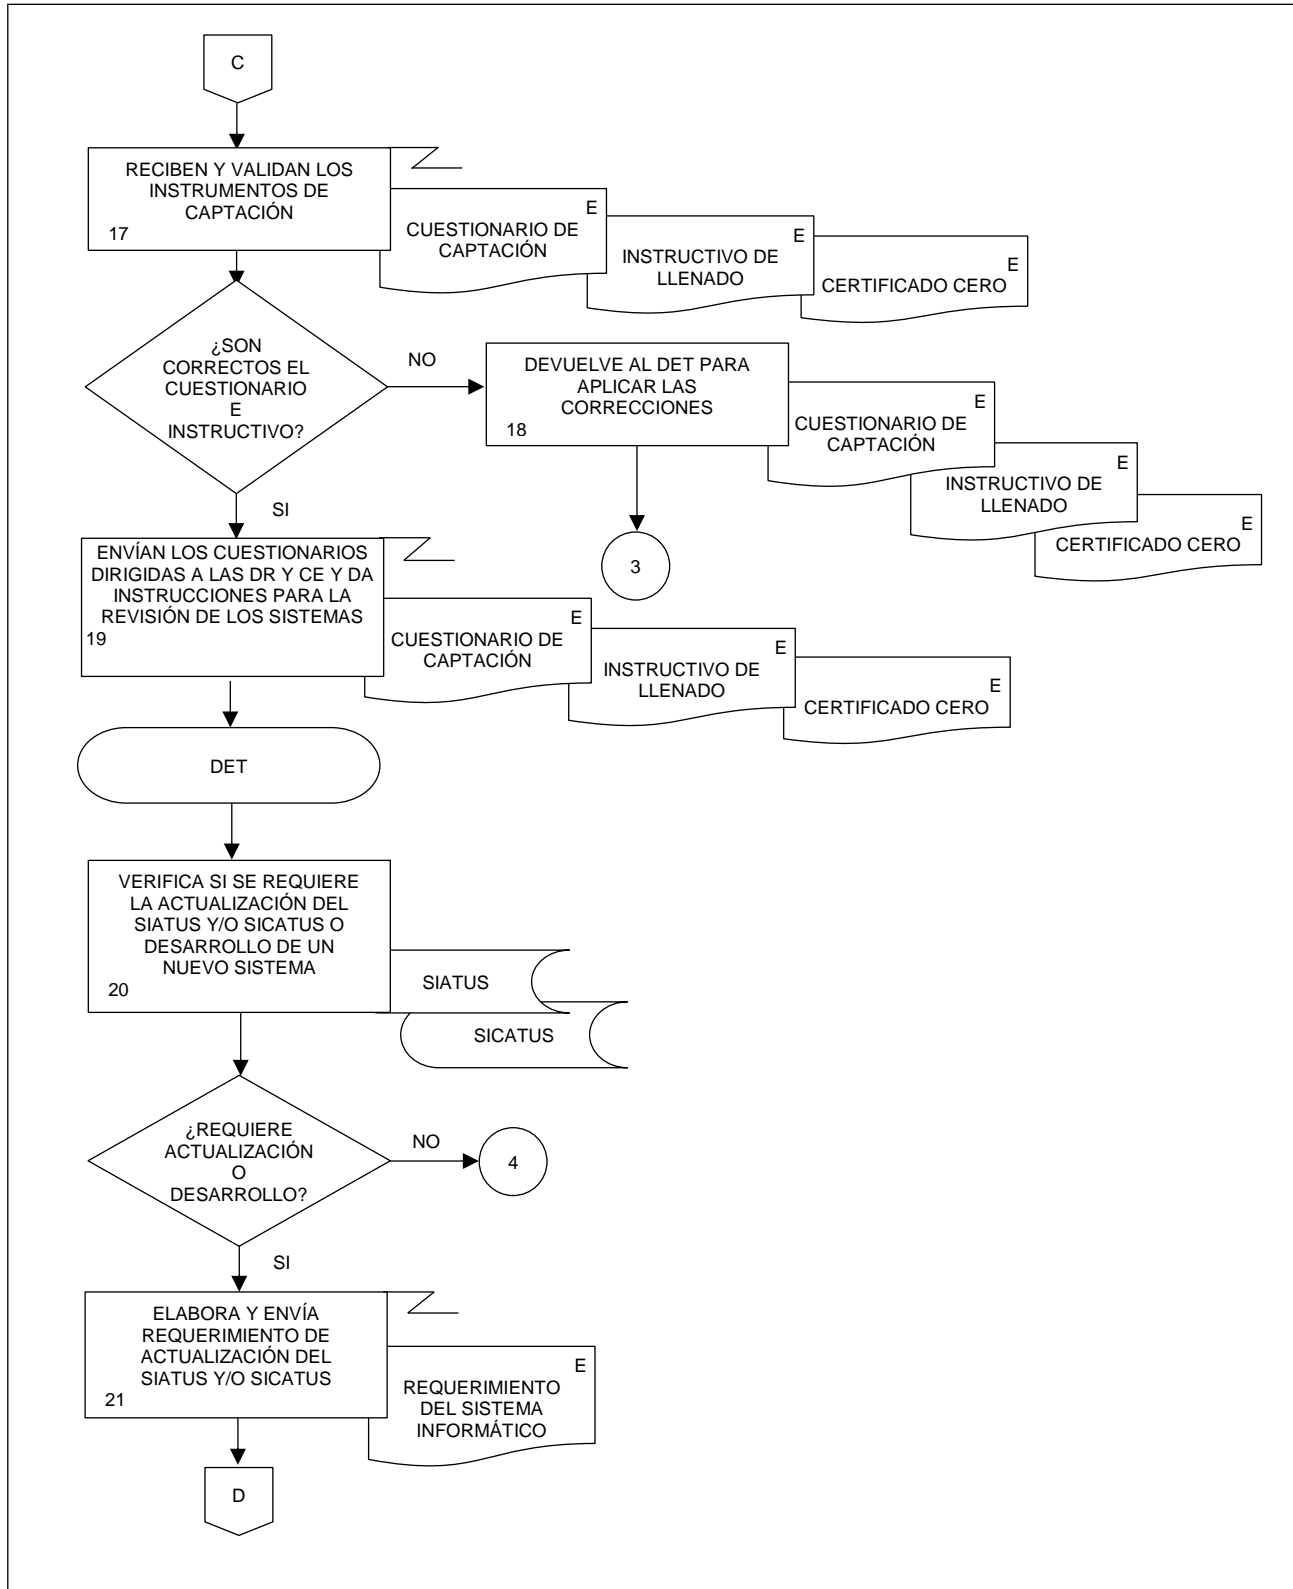 C
RECIBEN Y VALIDAN LOS
INSTRUMENTOS DE
CAPTACIÓN
17
E
CUESTIONARIO DE
CAPTACIÓN
E
INSTRUCTIVO DE
LLENADO
E
CERTIFICADO CERO
¿SON
CORRECTOS EL
CUESTIONARIO
E
INSTRUCTIVO?
NO
DEVUELVE AL DET PARA
APLICAR LAS
CORRECCIONES
18
E
CUESTIONARIO DE
CAPTACIÓN
E
INSTRUCTIVO DE
LLENADO
E
CERTIFICADO CERO
3
SI
ENVÍAN LOS CUESTIONARIOS
DIRIGIDAS A LAS DR Y CE Y DA
INSTRUCCIONES PARA LA
REVISIÓN DE LOS SISTEMAS
19
E
CUESTIONARIO DE
CAPTACIÓN
E
INSTRUCTIVO DE
LLENADO
E
CERTIFICADO CERO
DET
VERIFICA SI SE REQUIERE
LA ACTUALIZACIÓN DEL
SIATUS Y/O SICATUS O
DESARROLLO DE UN
NUEVO SISTEMA
20
SIATUS
SICATUS
¿REQUIERE
ACTUALIZACIÓN
O
DESARROLLO?
NO
4
SI
ELABORA Y ENVÍA
REQUERIMIENTO DE
ACTUALIZACIÓN DEL
SIATUS Y/O SICATUS
21
E
REQUERIMIENTO
DEL SISTEMA
INFORMÁTICO
D